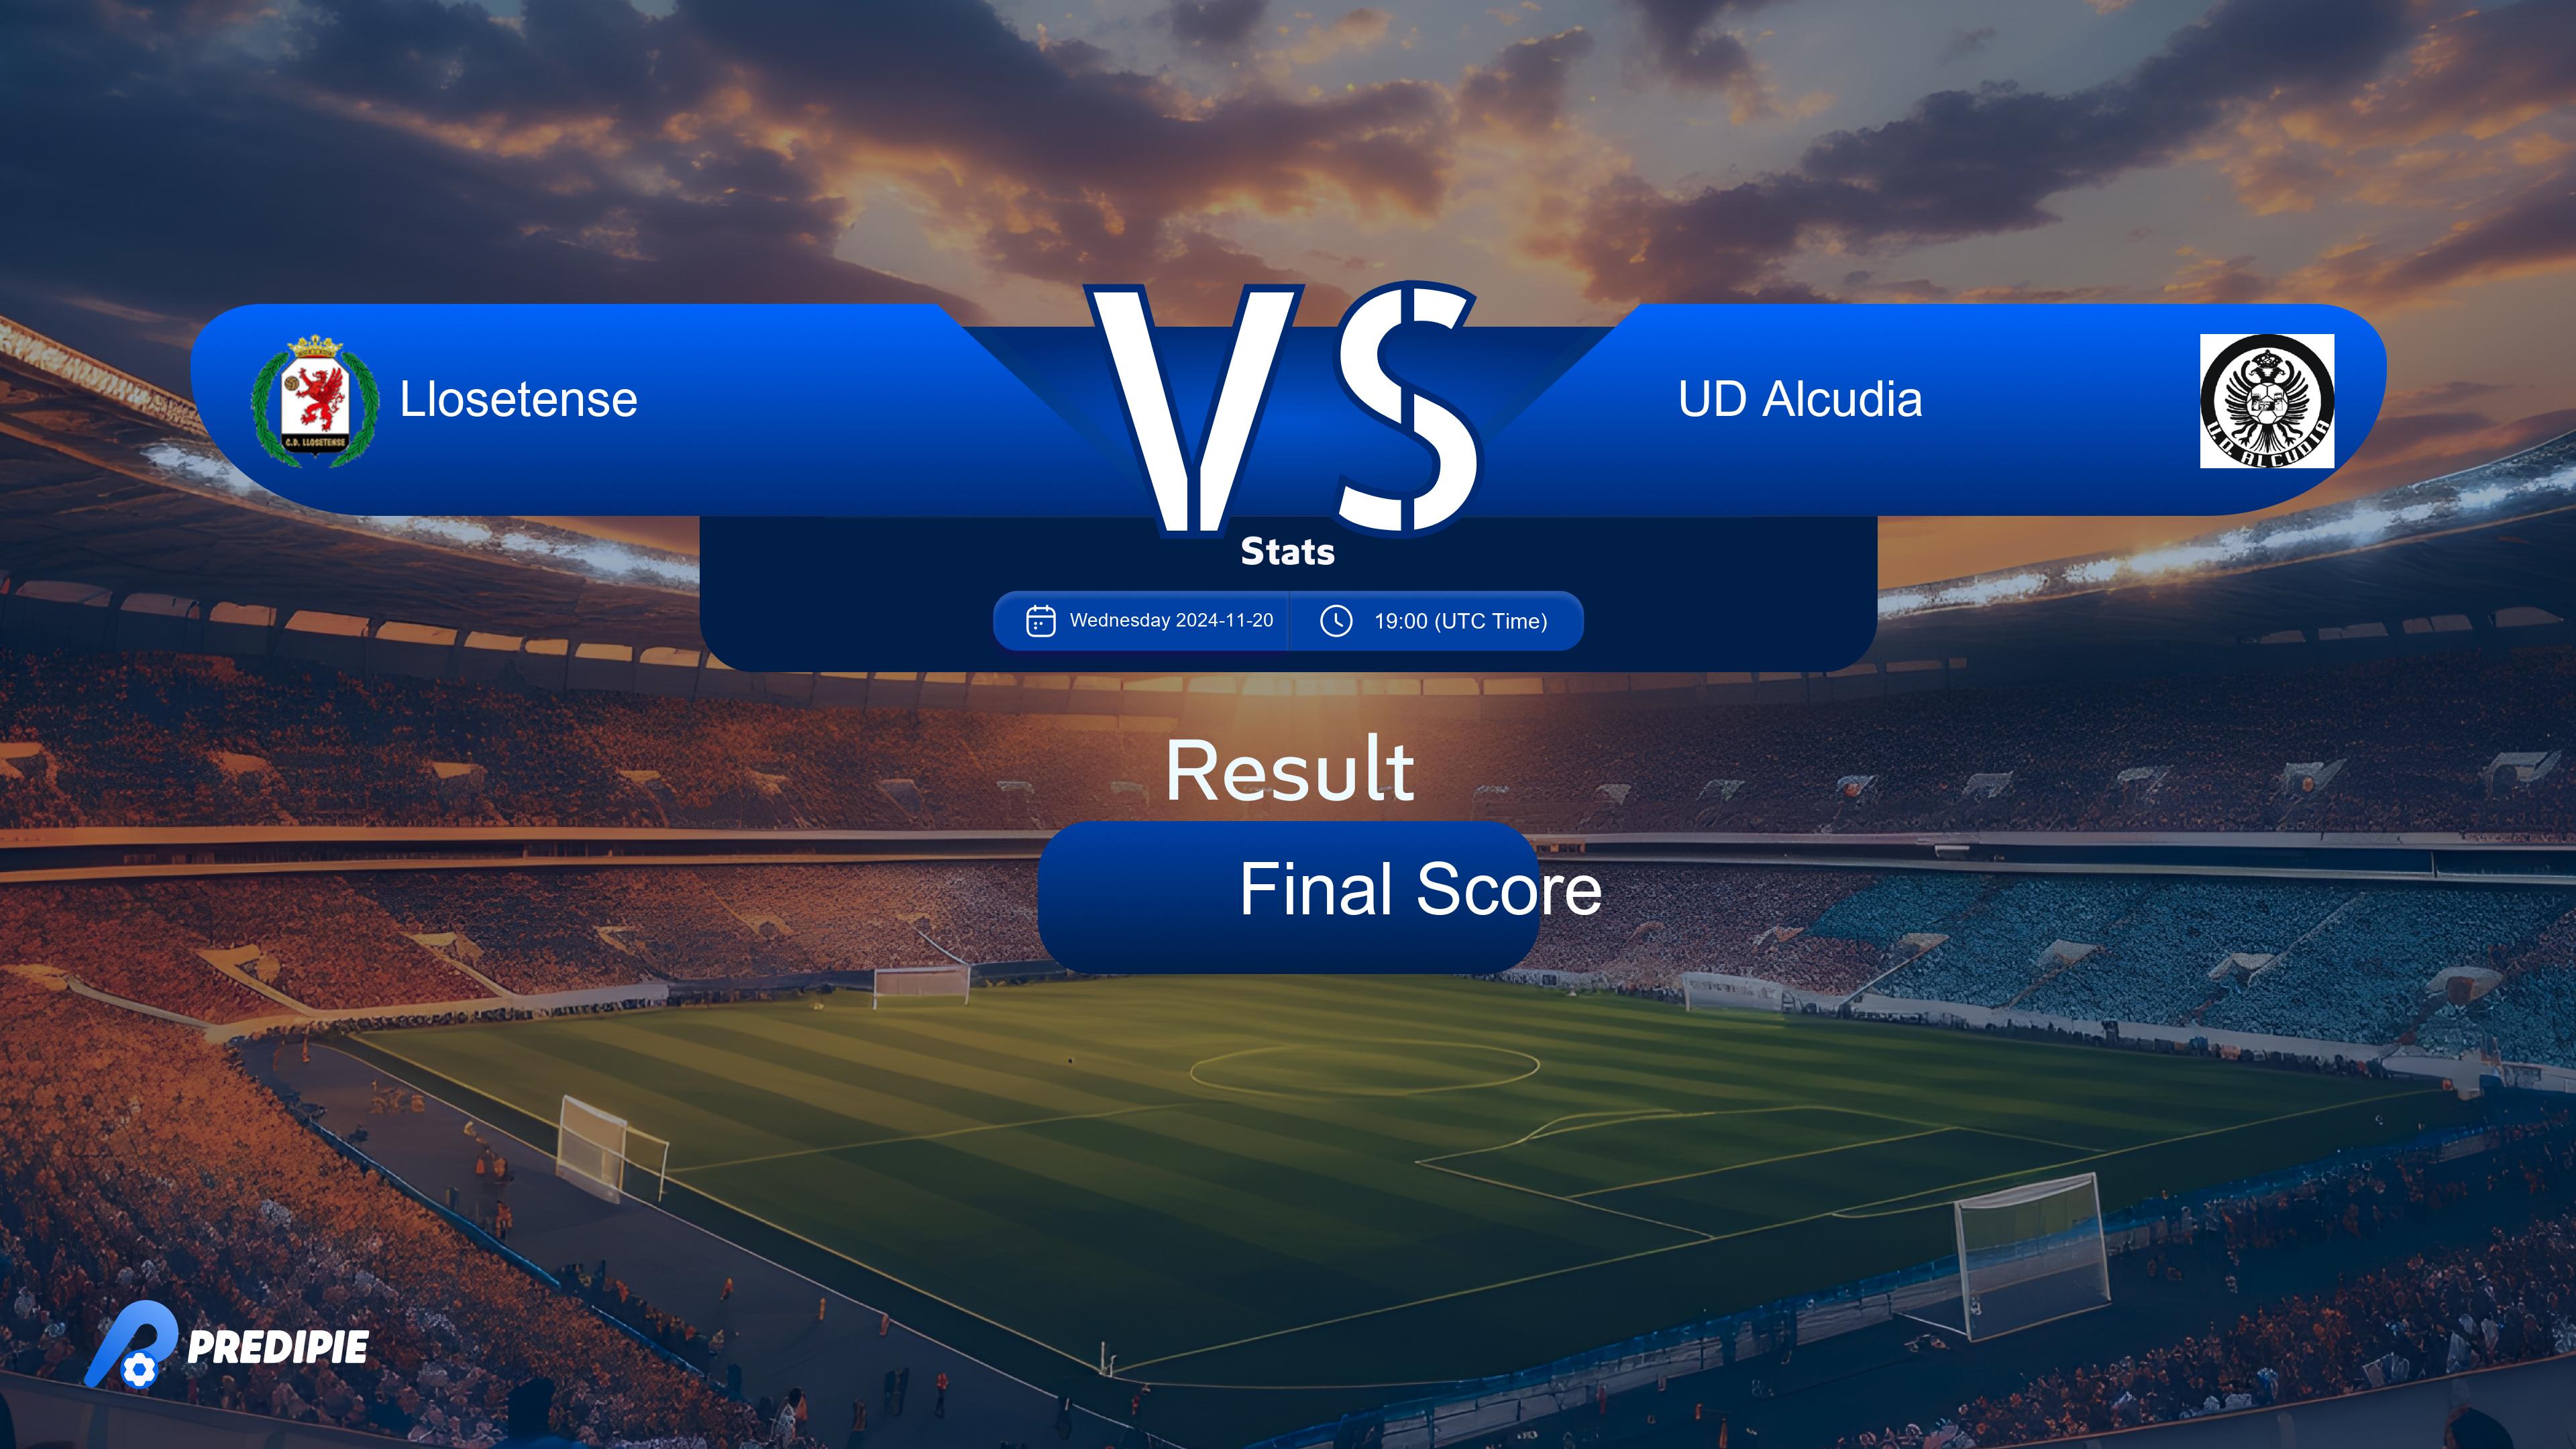 VS
Llosetense
C.D. LLOSETENSE
UD Alcudia
U.D. ALCUDIA
Stats
Wednesday 2024-11-20
19:00 (UTC Time)
Result
Final Score
PREDIPIE